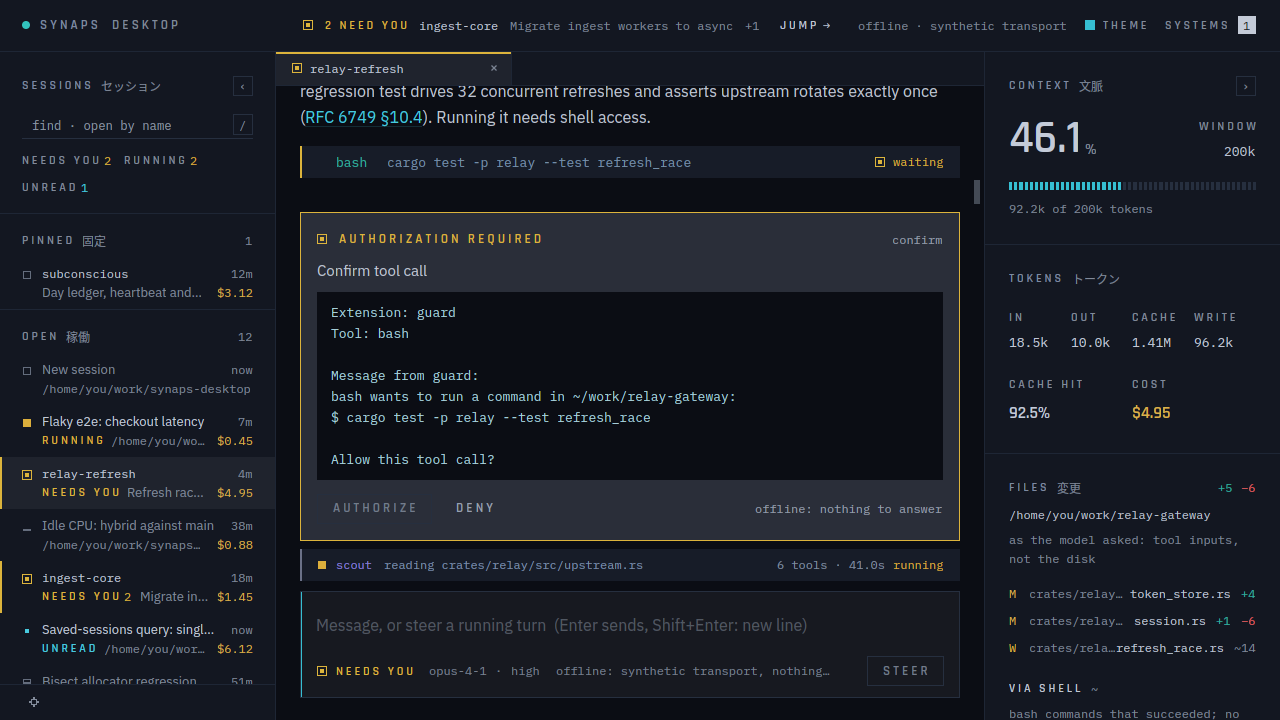 SYNAPS DESKTOP
2 NEED YOU ingest-core Migrate ingest workers to async +1 JUMP →
offline · synthetic transport THEME SYSTEMS 1
SESSIONS セッション ‹
find · open by name /
NEEDS YOU 2 RUNNING 2
UNREAD 1
PINNED 固定 1
subconscious 12m
Day ledger, heartbeat and… $3.12
OPEN 稼働 12
New session now
/home/you/work/synaps-desktop
Flaky e2e: checkout latency 7m
RUNNING /home/you/wo… $0.45
relay-refresh 4m
NEEDS YOU Refresh rac… $4.95
Idle CPU: hybrid against main 38m
/home/you/work/synaps… $0.88
ingest-core 18m
NEEDS YOU 2 Migrate in… $1.45
Saved-sessions query: singl… now
UNREAD /home/you/wor… $6.12
Bisect allocator regression 51m
relay-refresh ×
regression test drives 32 concurrent refreshes and asserts upstream rotates exactly once
(RFC 6749 §10.4). Running it needs shell access.
bash cargo test -p relay --test refresh_race waiting
AUTHORIZATION REQUIRED confirm
Confirm tool call
Extension: guard
Tool: bash
Message from guard:
bash wants to run a command in ~/work/relay-gateway:
$ cargo test -p relay --test refresh_race
Allow this tool call?
AUTHORIZE DENY offline: nothing to answer
scout reading crates/relay/src/upstream.rs 6 tools · 41.0s running
Message, or steer a running turn (Enter sends, Shift+Enter: new line)
NEEDS YOU opus-4-1 · high offline: synthetic transport, nothing… STEER
CONTEXT 文脈 ›
46.1% WINDOW
200k
92.2k of 200k tokens
TOKENS トークン
IN OUT CACHE WRITE
18.5k 10.0k 1.41M 96.2k
CACHE HIT COST
92.5% $4.95
FILES 変更 +5 −6
/home/you/work/relay-gateway
as the model asked: tool inputs,
not the disk
M crates/relay… token_store.rs +4
M crates/relay… session.rs +1 −6
W crates/rela…refresh_race.rs ~14
VIA SHELL ~
bash commands that succeeded; no